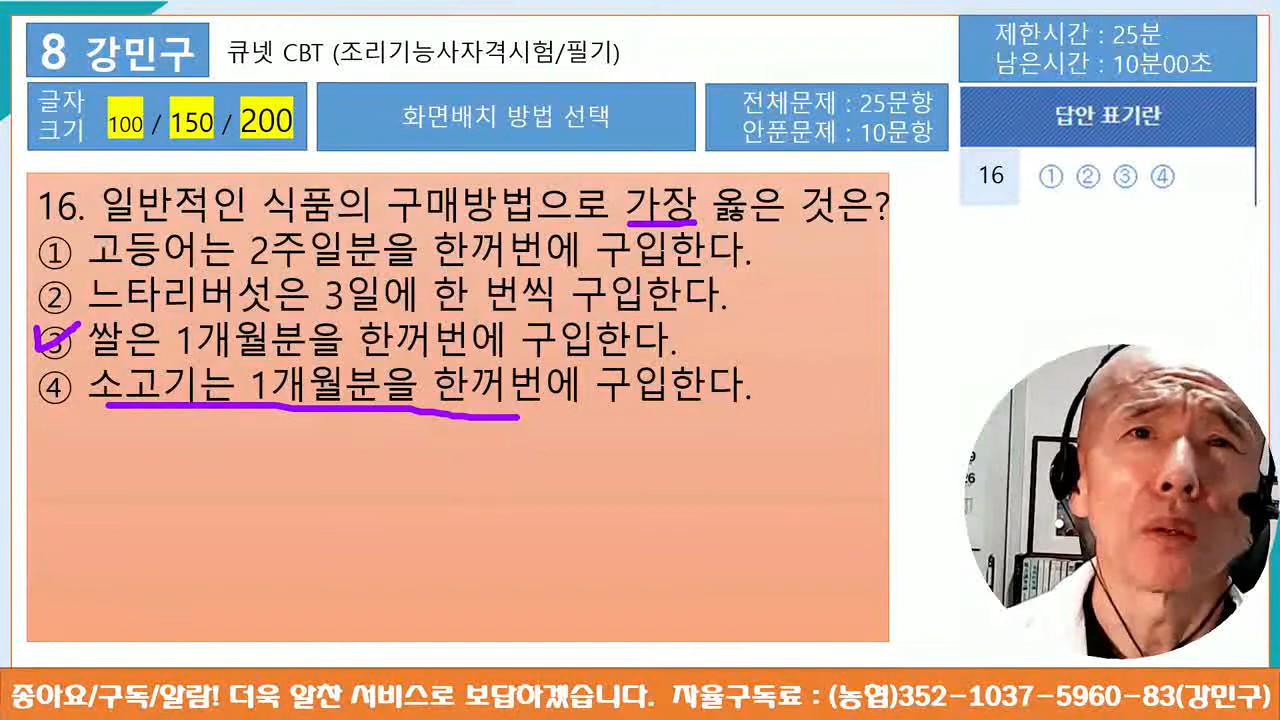 8 강민구
큐넷 CBT (조리기능사자격시험/필기)
제한시간 : 25분
남은시간 : 10분00초
글자
크기
100 / 150 / 200
화면배치 방법 선택
전체문제 : 25문항
안푼문제 : 10문항
답안 표기란
16 ① ② ③ ④
16. 일반적인 식품의 구매방법으로 가장 옳은 것은?
① 고등어는 2주일분을 한꺼번에 구입한다.
② 느타리버섯은 3일에 한 번씩 구입한다.
③ 쌀은 1개월분을 한꺼번에 구입한다.
④ 소고기는 1개월분을 한꺼번에 구입한다.
좋아요/구독/알람! 더욱 알찬 서비스로 보답하겠습니다. 자율구독료 : (농협)352-1037-5960-83(강민구)